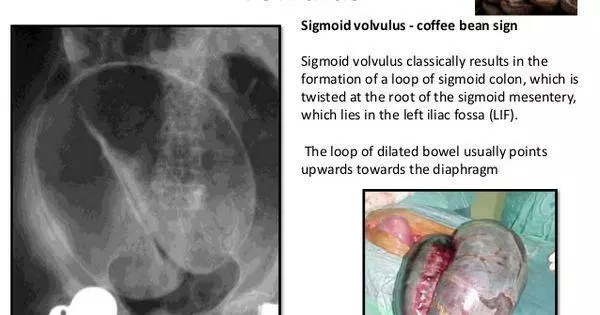 Sigmoid volvulus - coffee bean sign
Sigmoid volvulus classically results in the
formation of a loop of sigmoid colon, which is
twisted at the root of the sigmoid mesentery,
which lies in the left iliac fossa (LIF).
The loop of dilated bowel usually points
upwards towards the diaphragm